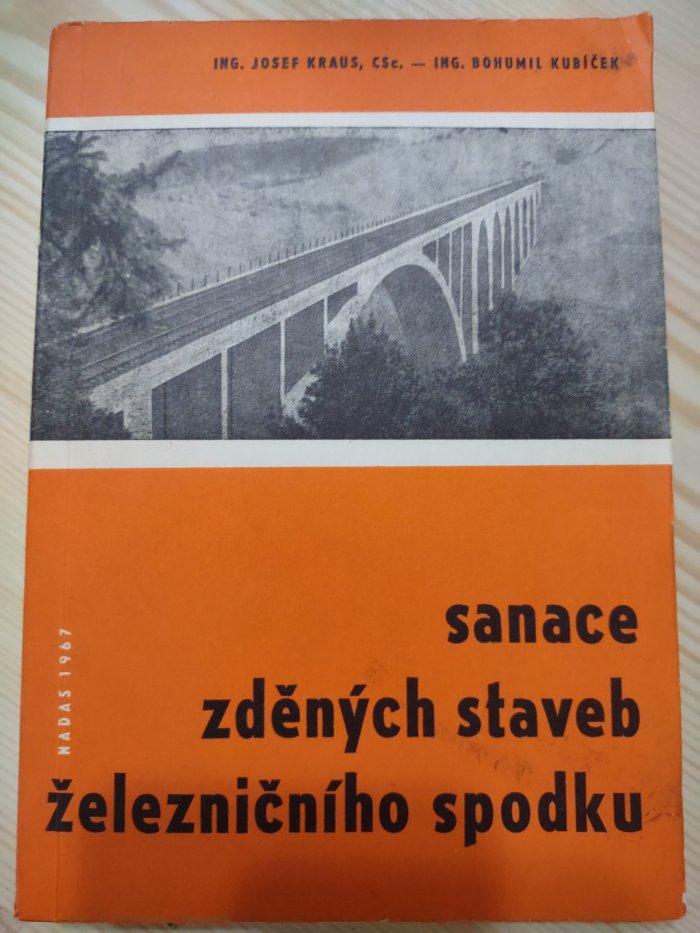 ING. JOSEF KRAUS, CSc. — ING. BOHUMIL KUBÍČEK
sanace
zděných staveb
železničního spodku
NADAS 1967